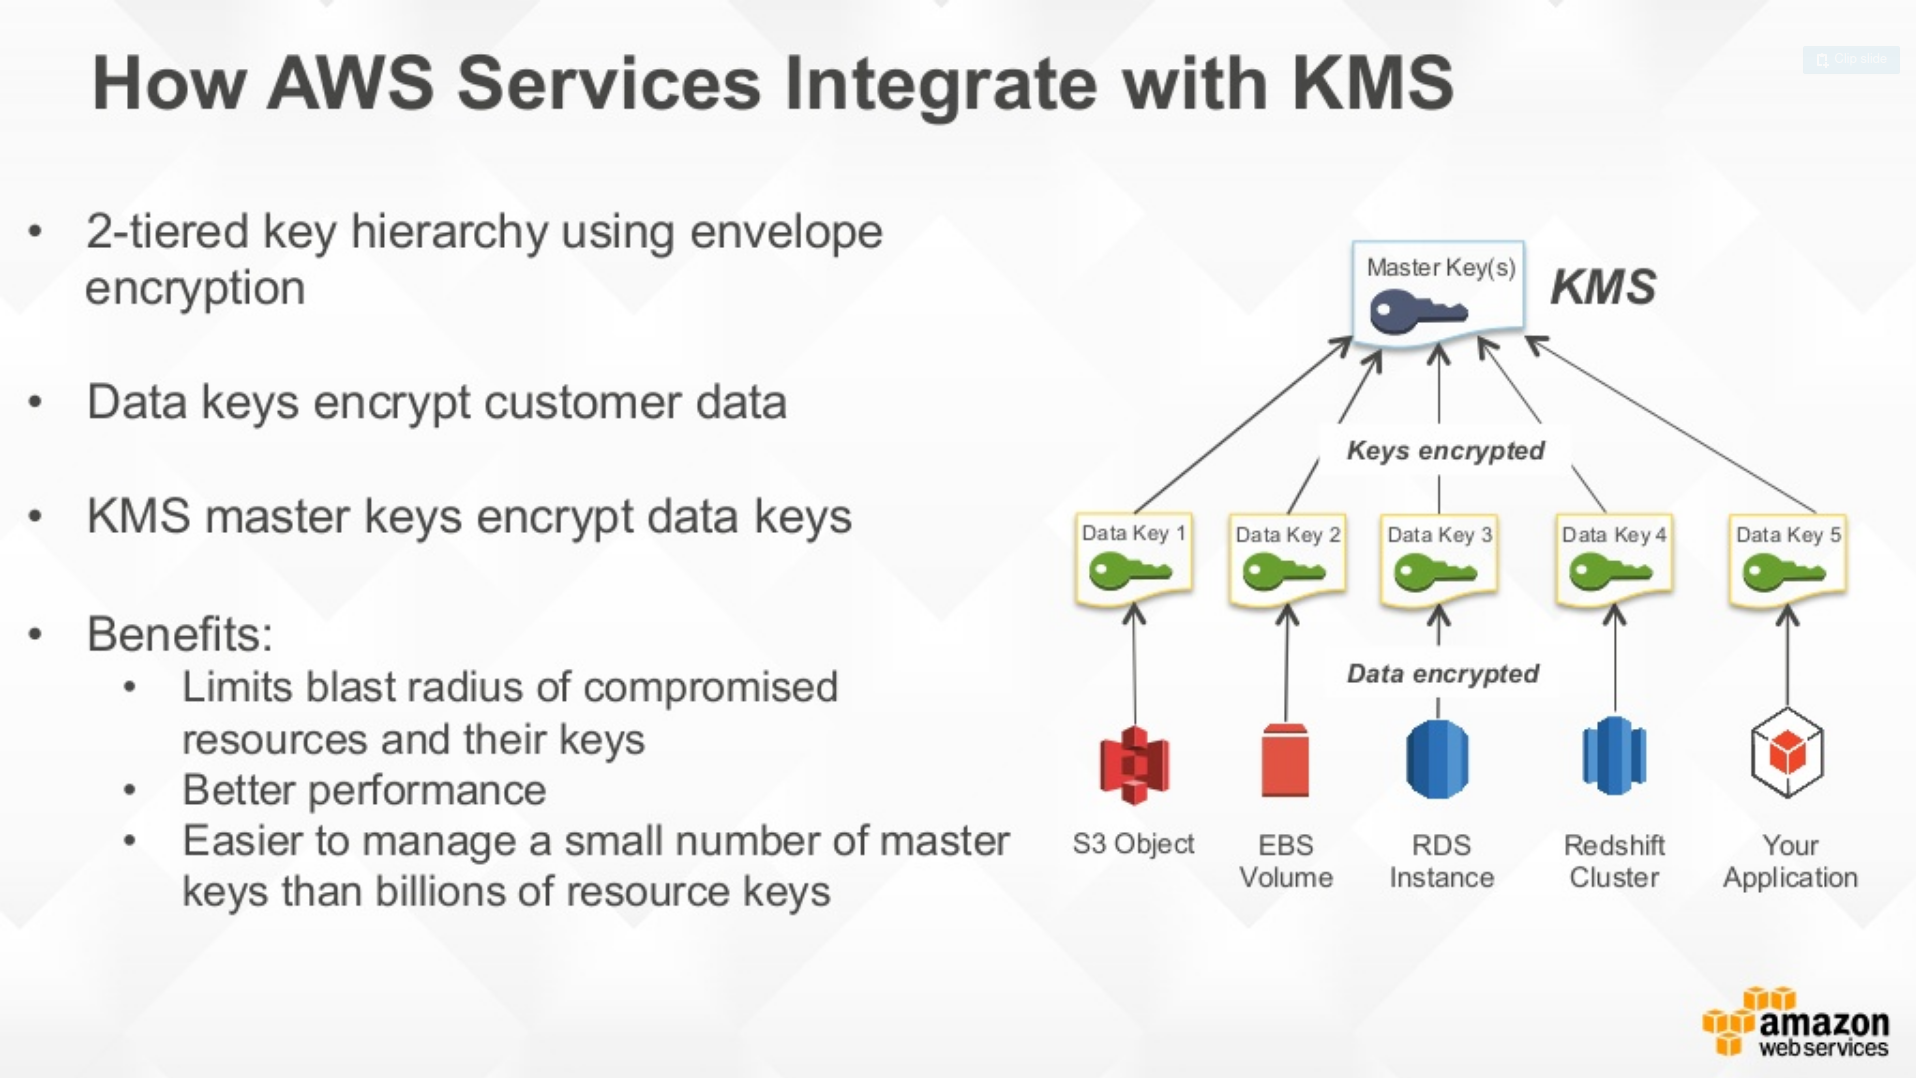 How AWS Services Integrate with KMS
Clip slide
• 2-tiered key hierarchy using envelope
encryption
• Data keys encrypt customer data
• KMS master keys encrypt data keys
• Benefits:
• Limits blast radius of compromised
resources and their keys
• Better performance
• Easier to manage a small number of master
keys than billions of resource keys
Master Key(s)
KMS
Keys encrypted
Data Key 1
Data Key 2
Data Key 3
Data Key 4
Data Key 5
Data encrypted
S3 Object
EBS
Volume
RDS
Instance
Redshift
Cluster
Your
Application
amazon
web services